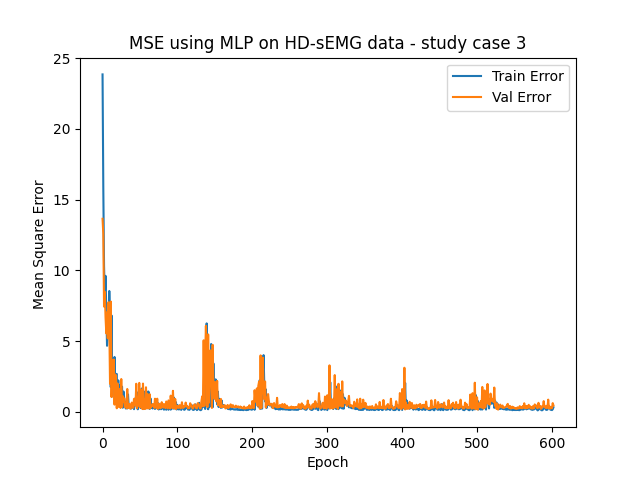 MSE using MLP on HD-sEMG data - study case 3
Train Error
Val Error
Mean Square Error
25
20
15
10
5
0
0 100 200 300 400 500 600
Epoch